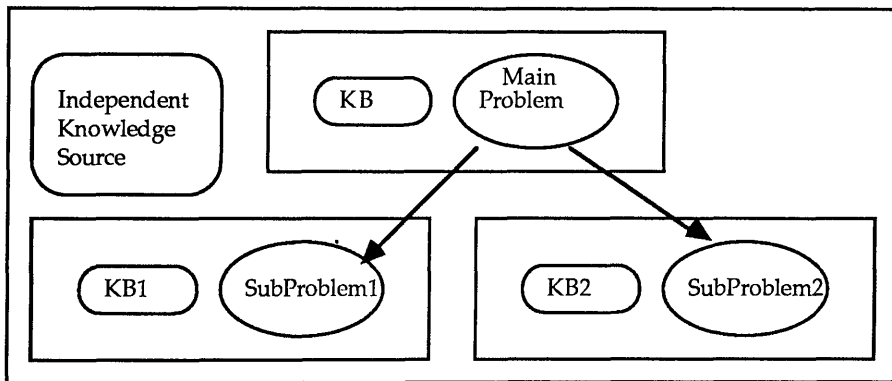 Independent
Knowledge
Source
KB
Main
Problem
KB1
SubProblem1
KB2
SubProblem2